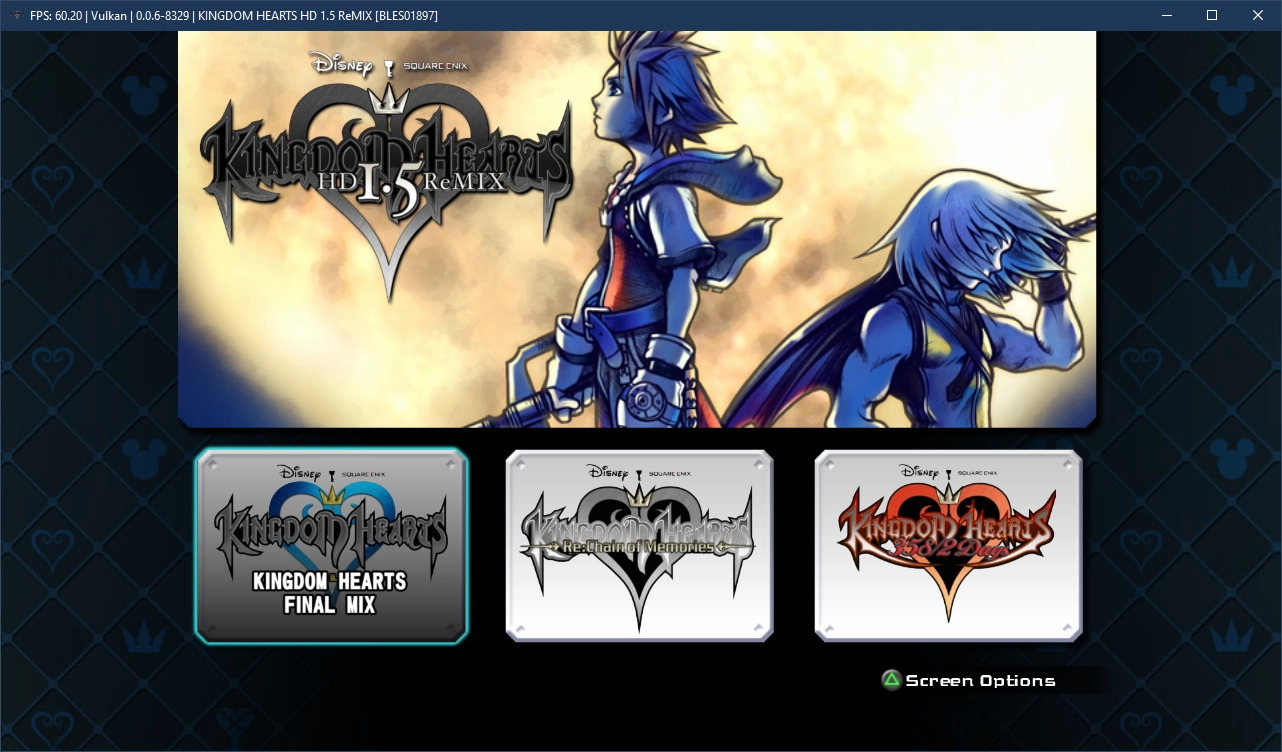 FPS: 60.20 | Vulkan | 0.0.6-8329 | KINGDOM HEARTS HD 1.5 ReMIX [BLES01897]
Disney SQUARE ENIX
KINGDOM HEARTS
HD 1.5 ReMIX
Disney SQUARE ENIX
KINGDOM HEARTS
KINGDOM HEARTS
FINAL MIX
Disney SQUARE ENIX
KINGDOM HEARTS
Re:Chain of Memories
Disney SQUARE ENIX
KINGDOM HEARTS
358/2 Days
Screen Options